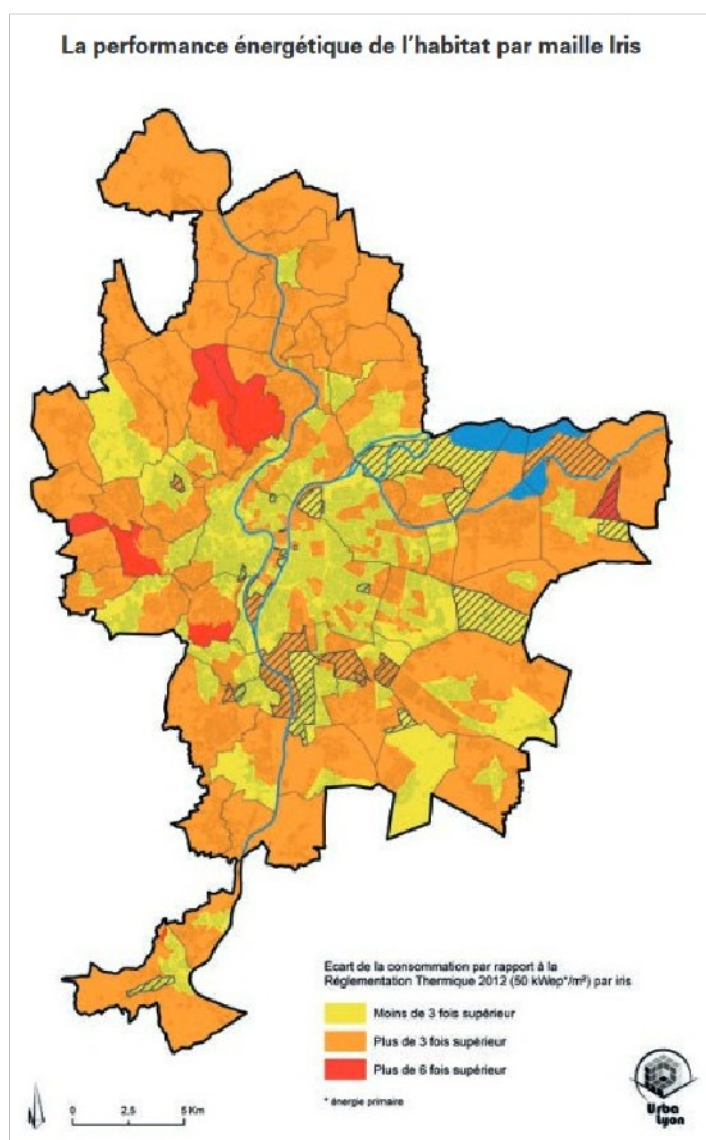 La performance énergétique de l'habitat par maille Iris
Ecart de la consommation par rapport à la
Réglementation Thermique 2012 (50 kWep*/m²) par iris
Moins de 3 fois supérieur
Plus de 3 fois supérieur
Plus de 6 fois supérieur
* énergie primaire
0 2,5 5 Km
Urba
Lyon